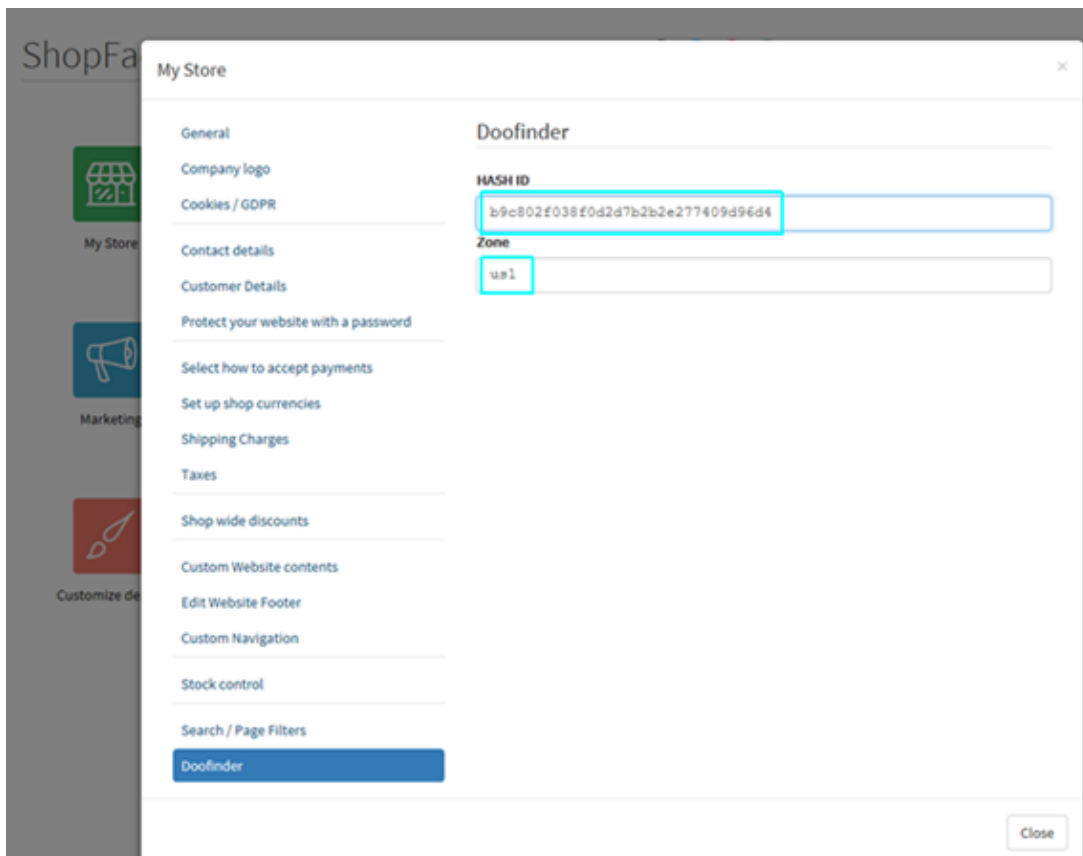 ShopFa
My Store
×
General
Company logo
Cookies / GDPR
Contact details
Customer Details
Protect your website with a password
Select how to accept payments
Set up shop currencies
Shipping Charges
Taxes
Shop wide discounts
Custom Website contents
Edit Website Footer
Custom Navigation
Stock control
Search / Page Filters
Doofinder
Doofinder
HASH ID
b9c802f038f0d2d7b2b2e277409d96d4
Zone
us1
My Store
Marketing
Customize de
Close